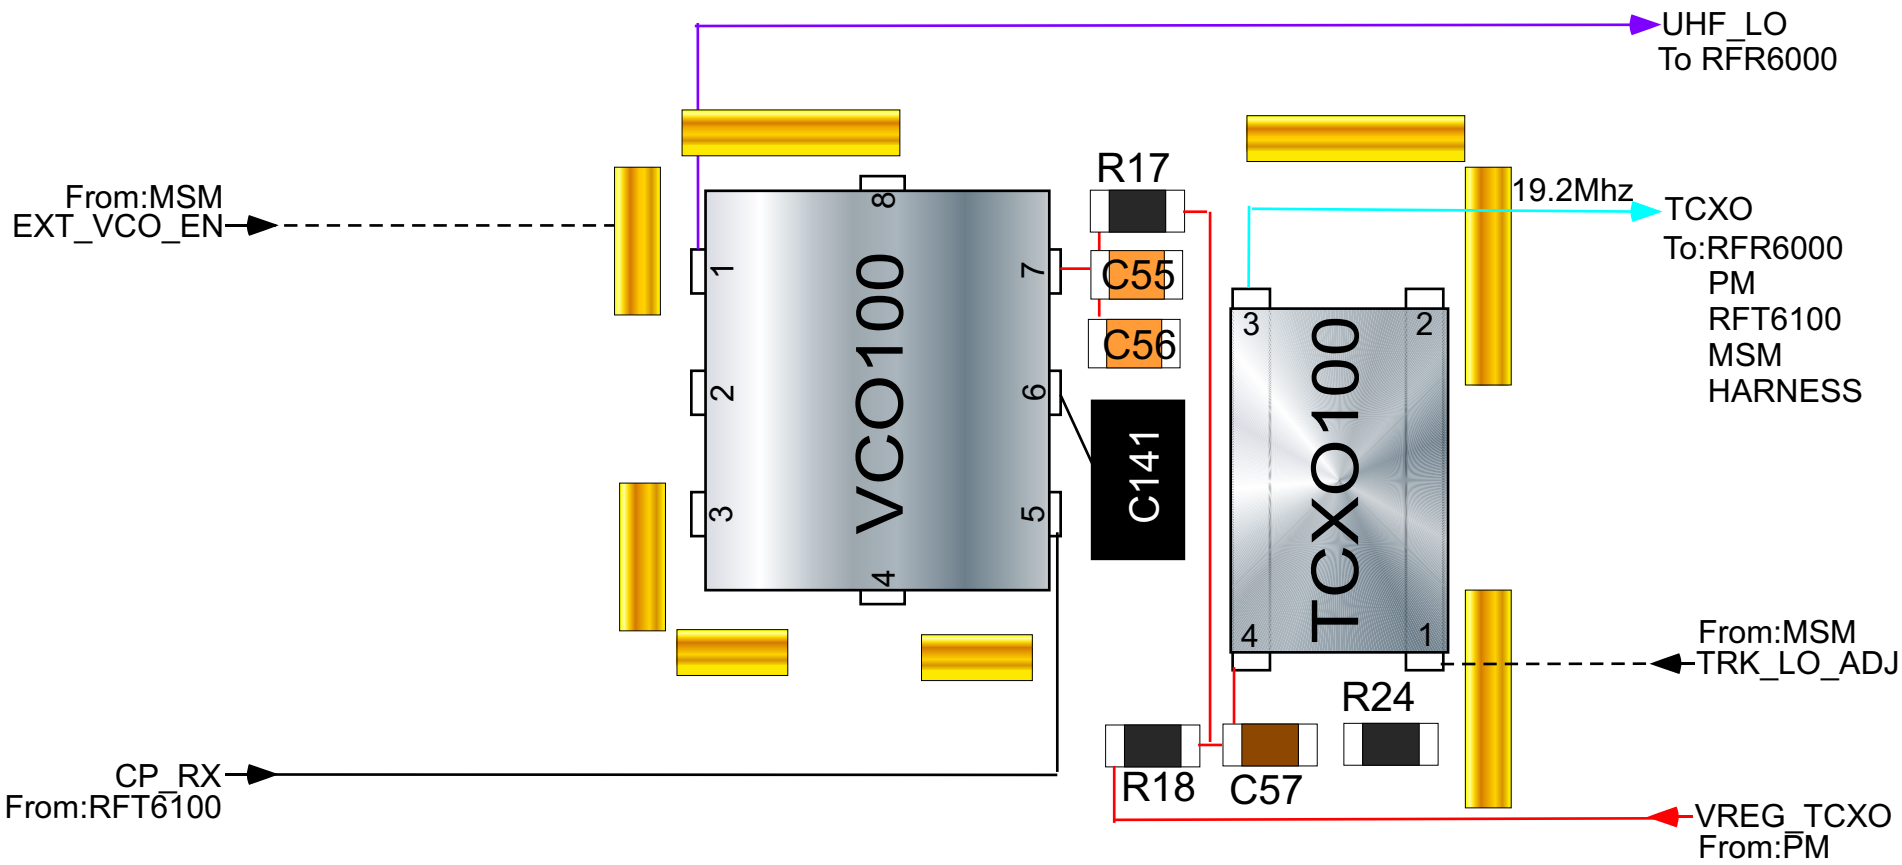 UHF_LO
To RFR6000
R17
19.2Mhz
From:MSM
EXT_VCO_EN
TCXO
To:RFR6000
PM
RFT6100
MSM
HARNESS
8
1
7
C55
2
6
C56
3
5
4
VCO100
C141
3
2
TCXO100
4
1
From:MSM
TRK_LO_ADJ
R24
CP_RX
From:RFT6100
R18
C57
VREG_TCXO
From:PM